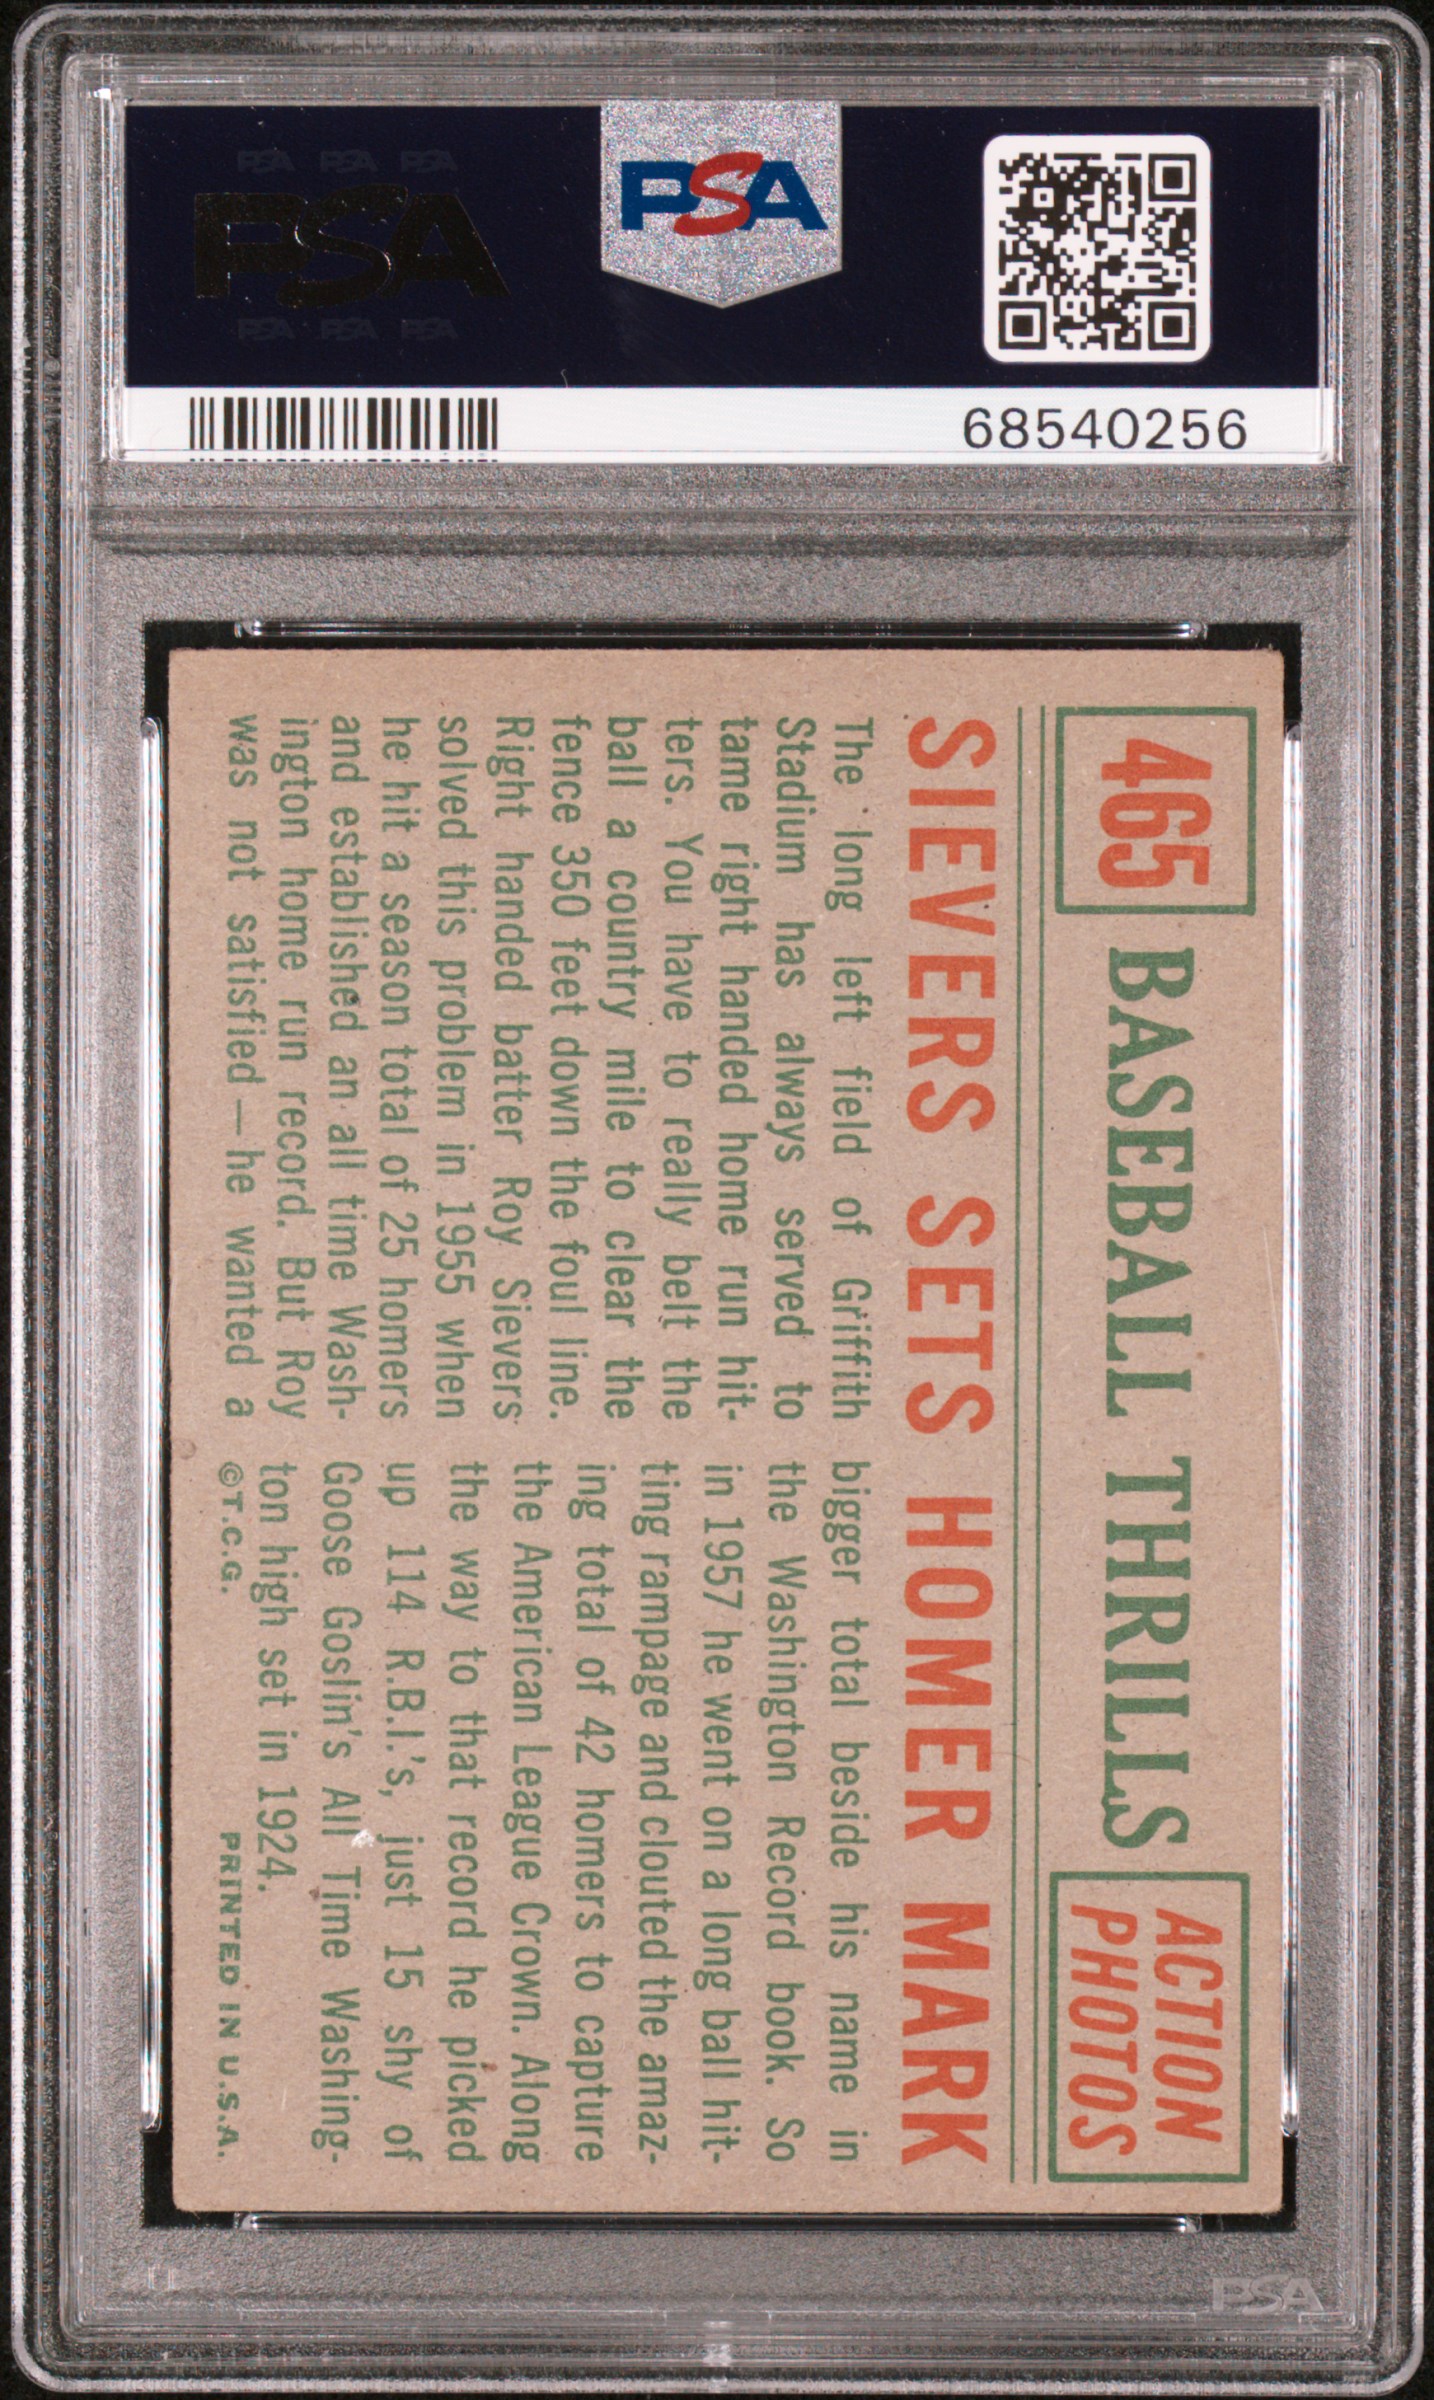 PSA PSA PSA
PSA
PSA PSA PSA
PSA
68540256
465
BASEBALL THRILLS
ACTION
PHOTOS
SIEVERS SETS HOMER MARK
The long left field of Griffith
Stadium has always served to
tame right handed home run hit-
ters. You have to really belt the
ball a country mile to clear the
fence 350 feet down the foul line.
Right handed batter Roy Sievers
solved this problem in 1955 when
he hit a season total of 25 homers
and established an all time Wash-
ington home run record. But Roy
was not satisfied — he wanted a
bigger total beside his name in
the Washington Record book. So
in 1957 he went on a long ball hit-
ting rampage and clouted the amaz-
ing total of 42 homers to capture
the American League Crown. Along
the way to that record he picked
up 114 R.B.I.'s, just 15 shy of
Goose Goslin's All Time Washing-
ton high set in 1924.
©T.C.G.
PRINTED IN U.S.A.
PSA